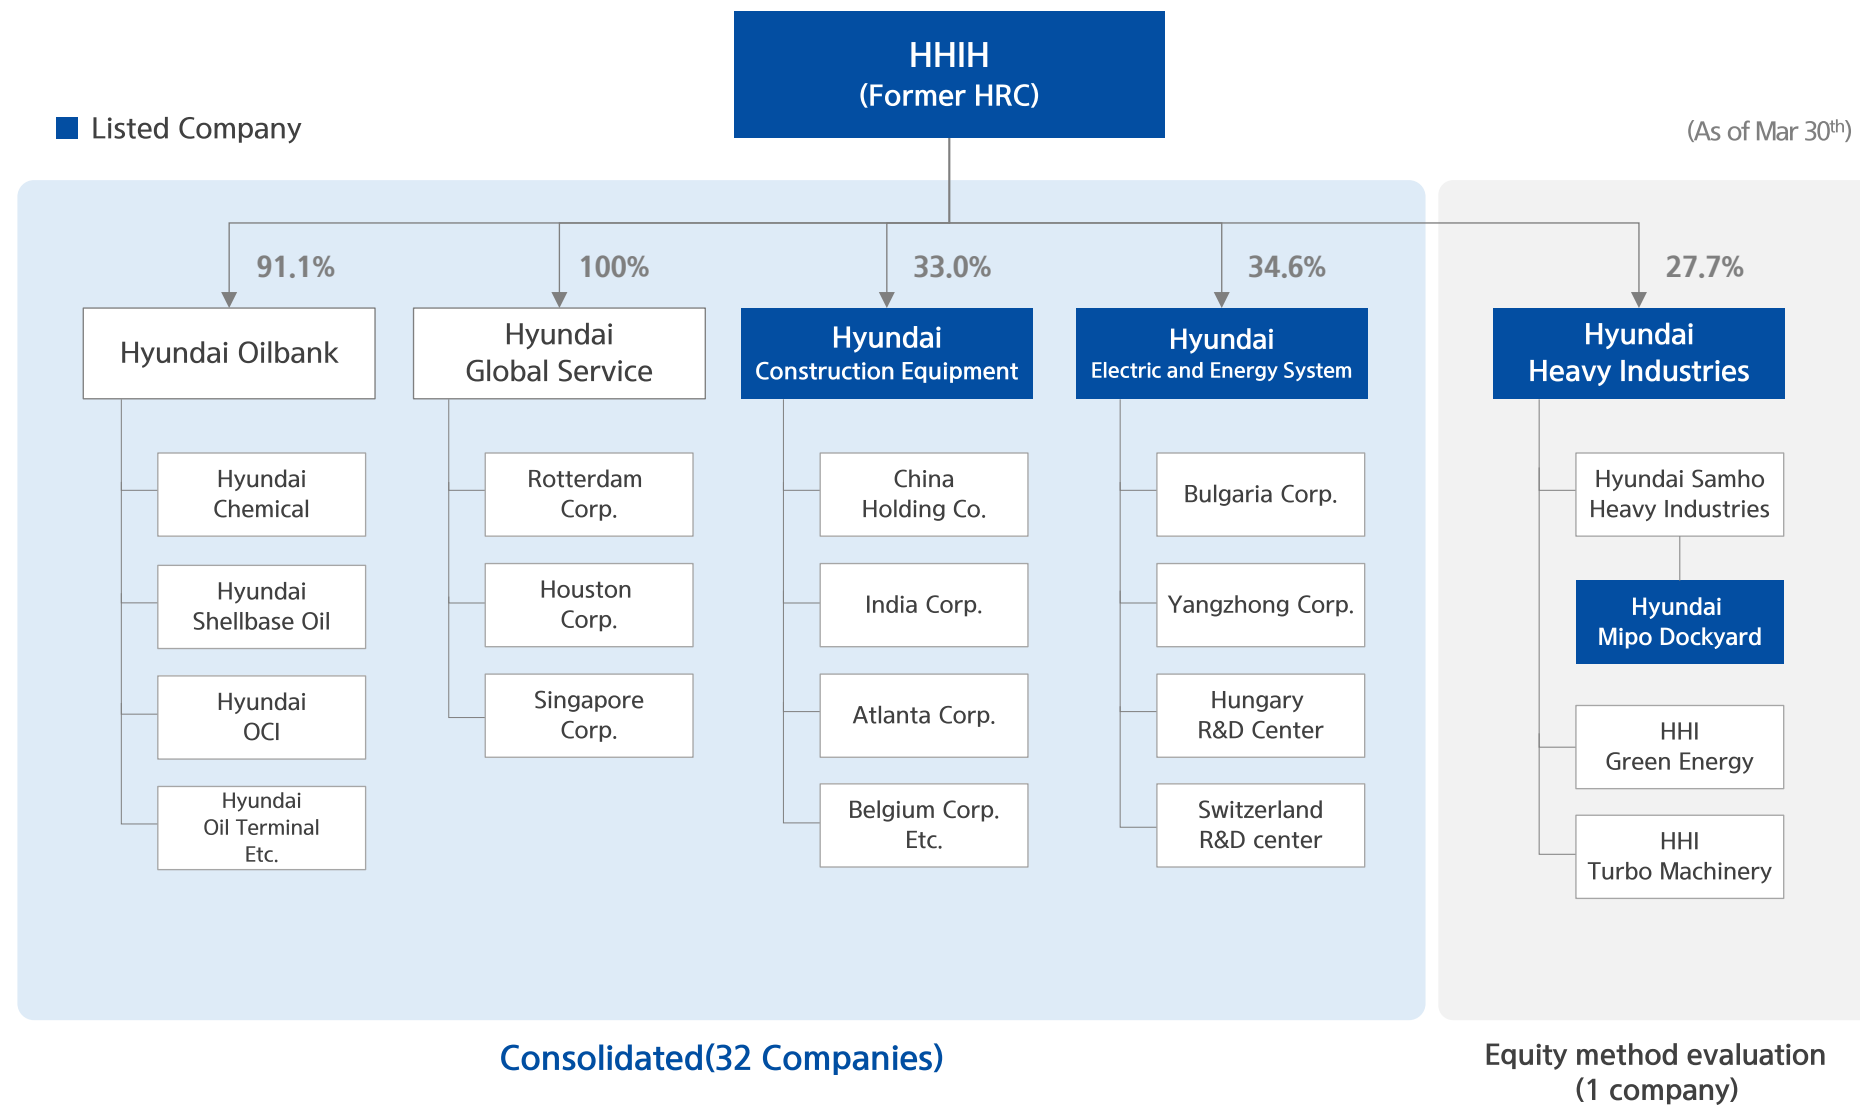 HHIH
(Former HRC)
Listed Company
(As of Mar 30th)
91.1%
100%
33.0%
34.6%
27.7%
Hyundai Oilbank
Hyundai
Global Service
Hyundai
Construction Equipment
Hyundai
Electric and Energy System
Hyundai
Heavy Industries
Hyundai
Chemical
Hyundai
Shellbase Oil
Hyundai
OCI
Hyundai
Oil Terminal
Etc.
Rotterdam
Corp.
Houston
Corp.
Singapore
Corp.
China
Holding Co.
India Corp.
Atlanta Corp.
Belgium Corp.
Etc.
Bulgaria Corp.
Yangzhong Corp.
Hungary
R&D Center
Switzerland
R&D center
Hyundai Samho
Heavy Industries
Hyundai
Mipo Dockyard
HHI
Green Energy
HHI
Turbo Machinery
Consolidated(32 Companies)
Equity method evaluation
(1 company)